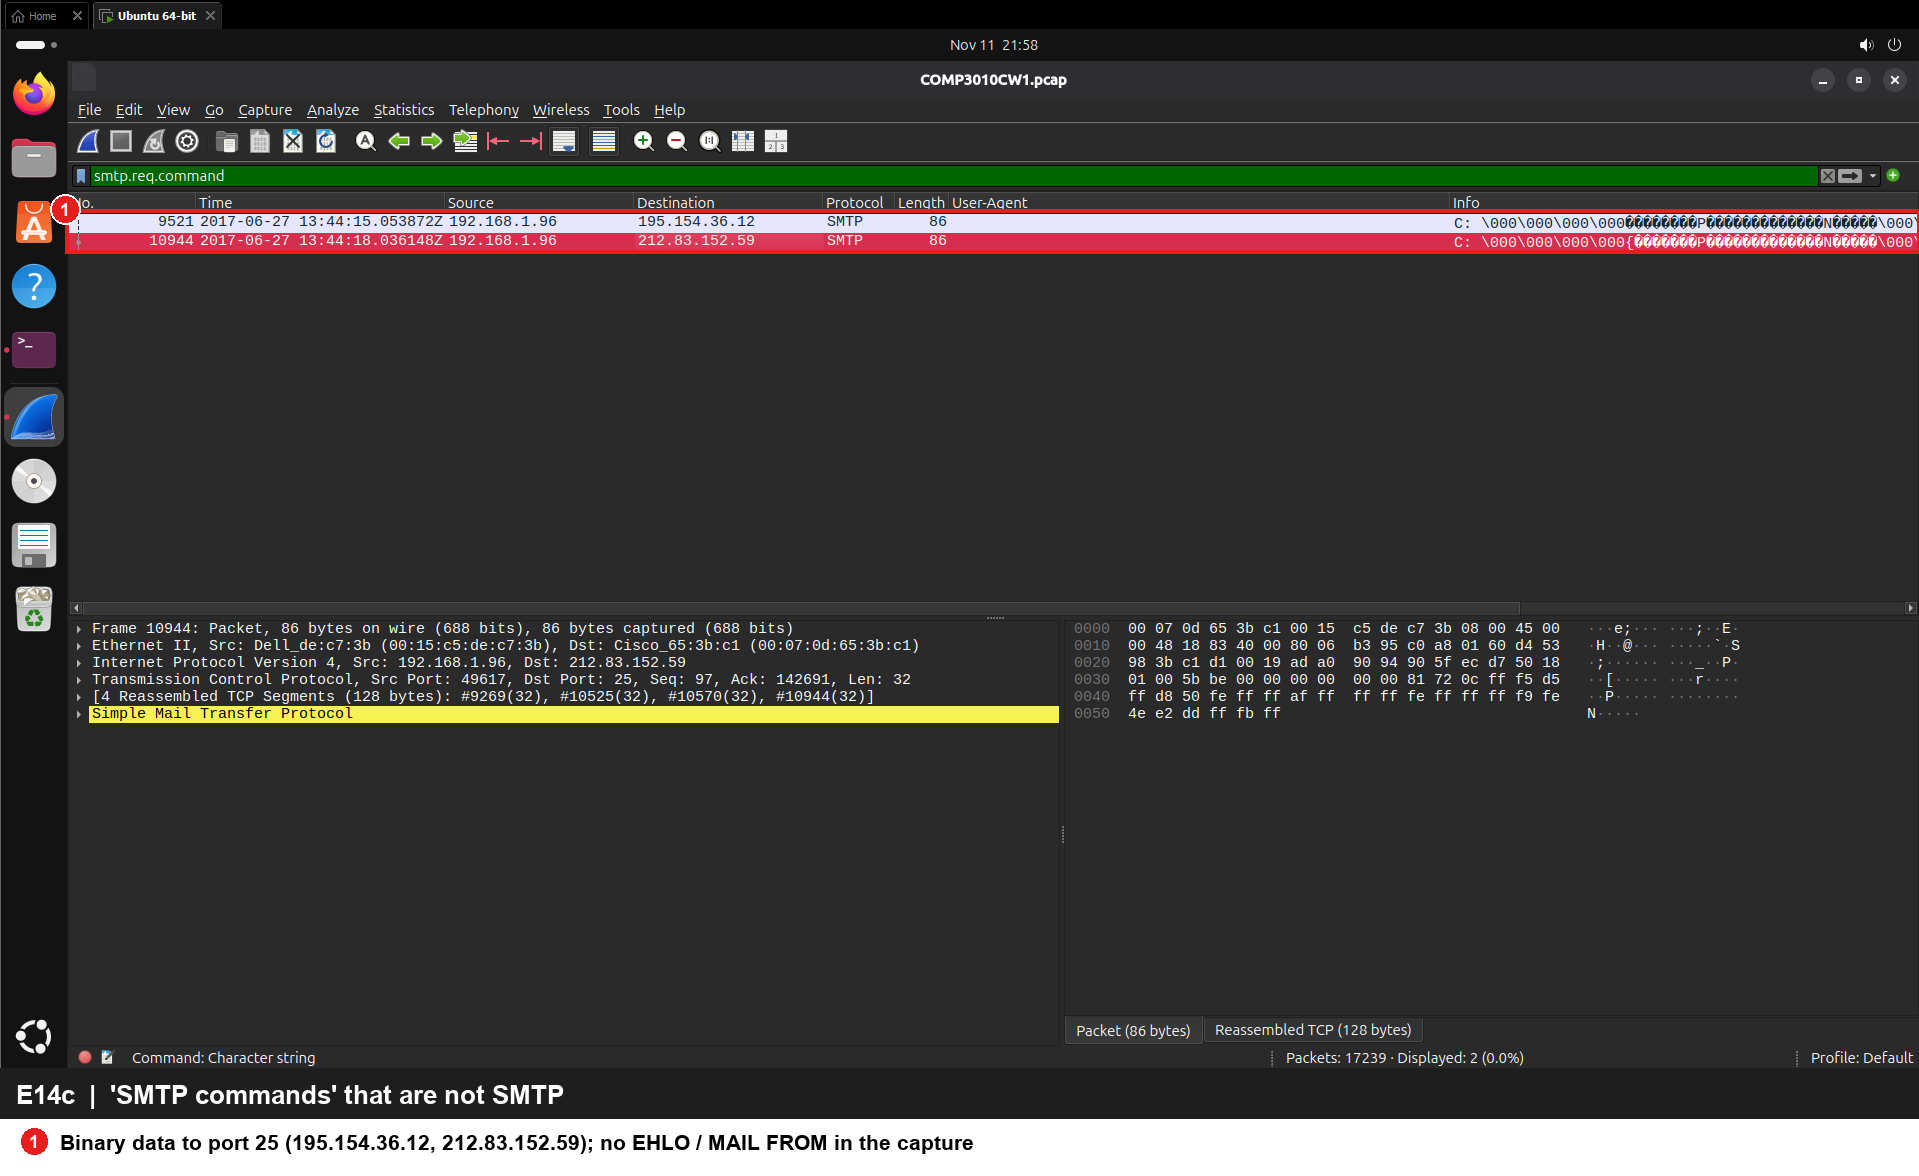 Home
Ubuntu 64-bit
Nov 11 21:58
COMP3010CW1.pcap
File Edit View Go Capture Analyze Statistics Telephony Wireless Tools Help
smtp.req.command
1 No. Time Source Destination Protocol Length User-Agent Info
9521 2017-06-27 13:44:15.053872Z 192.168.1.96 195.154.36.12 SMTP 86 C: \000\000\000\000��������P�������������N�����\000\
10944 2017-06-27 13:44:18.036148Z 192.168.1.96 212.83.152.59 SMTP 86 C: \000\000\000\000{�������P�������������N�����\000\
Frame 10944: Packet, 86 bytes on wire (688 bits), 86 bytes captured (688 bits)
Ethernet II, Src: Dell_de:c7:3b (00:15:c5:de:c7:3b), Dst: Cisco_65:3b:c1 (00:07:0d:65:3b:c1)
Internet Protocol Version 4, Src: 192.168.1.96, Dst: 212.83.152.59
Transmission Control Protocol, Src Port: 49617, Dst Port: 25, Seq: 97, Ack: 142691, Len: 32
[4 Reassembled TCP Segments (128 bytes): #9269(32), #10525(32), #10570(32), #10944(32)]
Simple Mail Transfer Protocol
0000 00 07 0d 65 3b c1 00 15 c5 de c7 3b 08 00 45 00 ···e;··· ···;··E·
0010 00 48 18 83 40 00 80 06 b3 95 c0 a8 01 60 d4 53 ·H··@··· ·····`·S
0020 98 3b c1 d1 00 19 ad a0 90 94 90 5f ec d7 50 18 ·;······ ···_··P·
0030 01 00 5b be 00 00 00 00 00 00 81 72 0c ff f5 d5 ··[····· ···r····
0040 ff d8 50 fe ff ff af ff ff ff fe ff ff ff f9 fe ··P····· ········
0050 4e e2 dd ff fb ff N·····
Packet (86 bytes) Reassembled TCP (128 bytes)
Command: Character string Packets: 17239 · Displayed: 2 (0.0%) Profile: Default
E14c | 'SMTP commands' that are not SMTP
1 Binary data to port 25 (195.154.36.12, 212.83.152.59); no EHLO / MAIL FROM in the capture